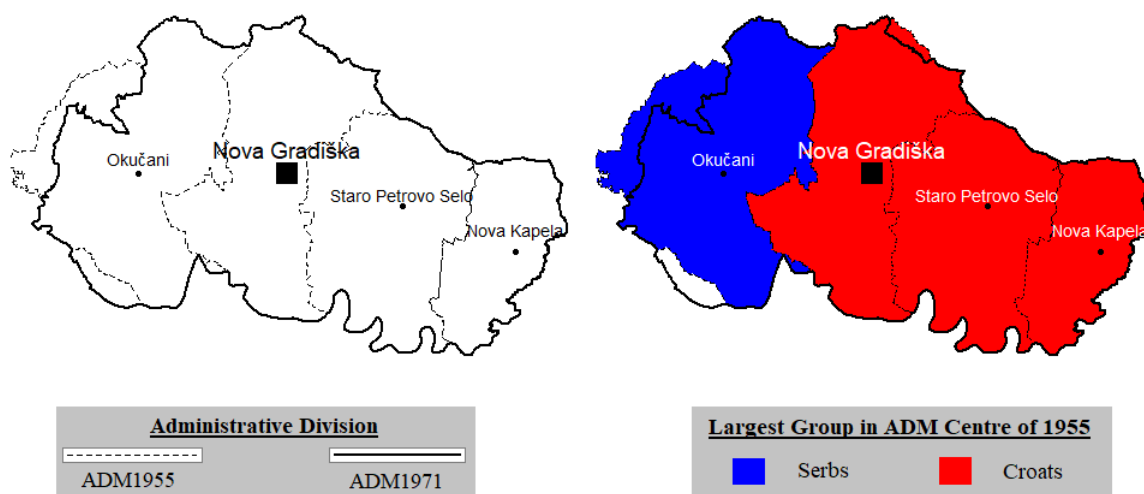 Okučani
Nova Gradiška
Staro Petrovo Selo
Nova Kapela
Okučani
Nova Gradiška
Staro Petrovo Selo
Nova Kapela
Administrative Division
ADM1955
ADM1971
Largest Group in ADM Centre of 1955
Serbs
Croats